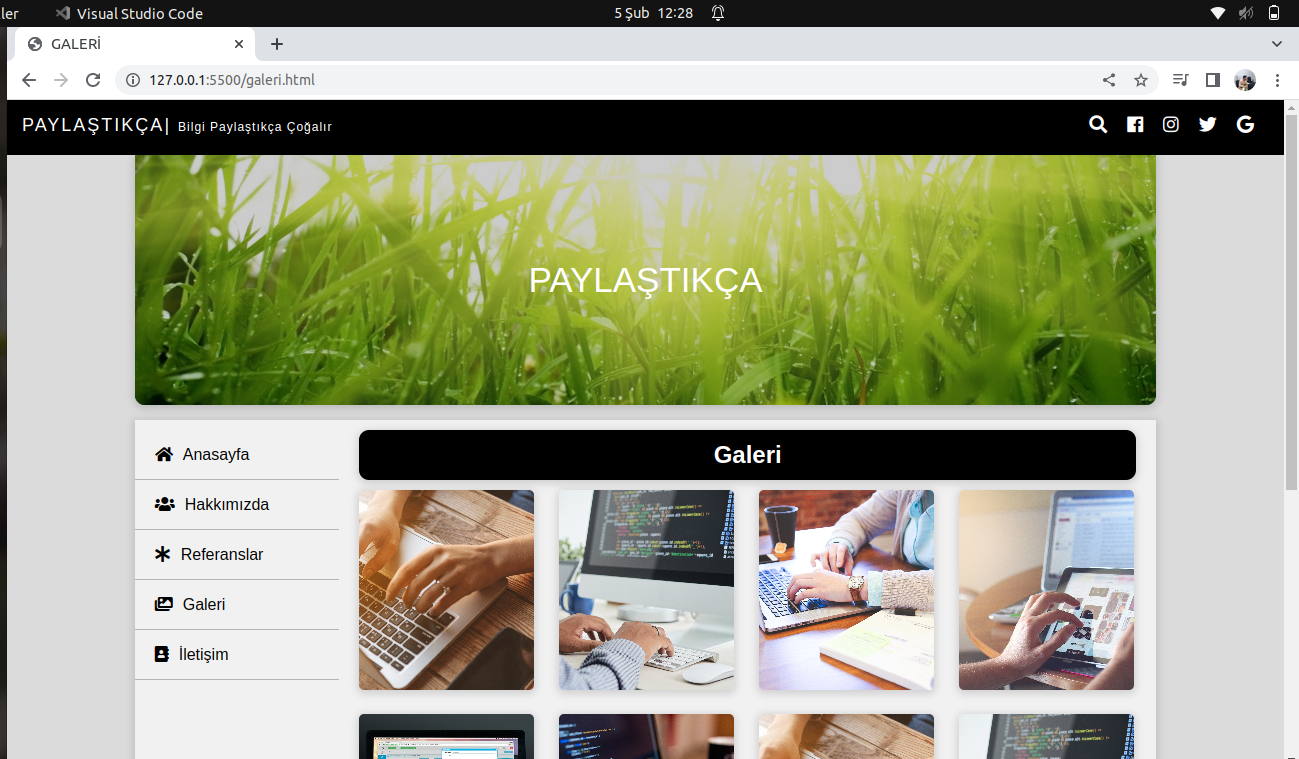 ler Visual Studio Code 5 Şub 12:28
GALERİ
127.0.0.1:5500/galeri.html
PAYLAŞTIKÇA| Bilgi Paylaştıkça Çoğalır
PAYLAŞTIKÇA
Galeri
Anasayfa
Hakkımızda
Referanslar
Galeri
İletişim